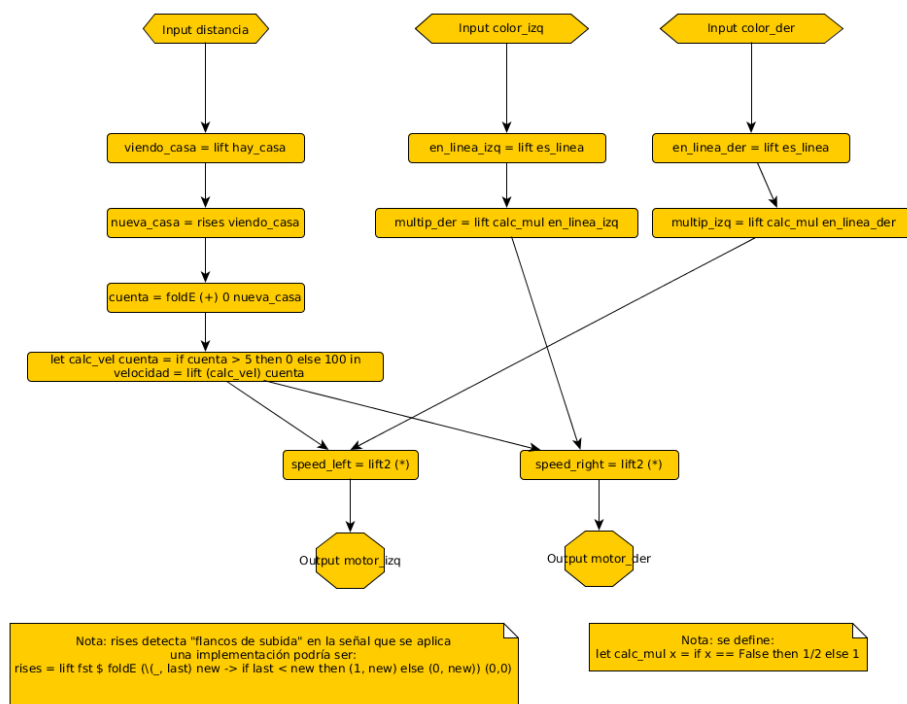 Input distancia
Input color_izq
Input color_der
viendo_casa = lift hay_casa
en_linea_izq = lift es_linea
en_linea_der = lift es_linea
nueva_casa = rises viendo_casa
multip_der = lift calc_mul en_linea_izq
multip_izq = lift calc_mul en_linea_der
cuenta = foldE (+) 0 nueva_casa
let calc_vel cuenta = if cuenta > 5 then 0 else 100 in
velocidad = lift (calc_vel) cuenta
speed_left = lift2 (*)
speed_right = lift2 (*)
Output motor_izq
Output motor_der
Nota: rises detecta "flancos de subida" en la señal que se aplica
una implementación podría ser:
rises = lift fst $ foldE (\(_, last) new -> if last < new then (1, new) else (0, new)) (0,0)
Nota: se define:
let calc_mul x = if x == False then 1/2 else 1